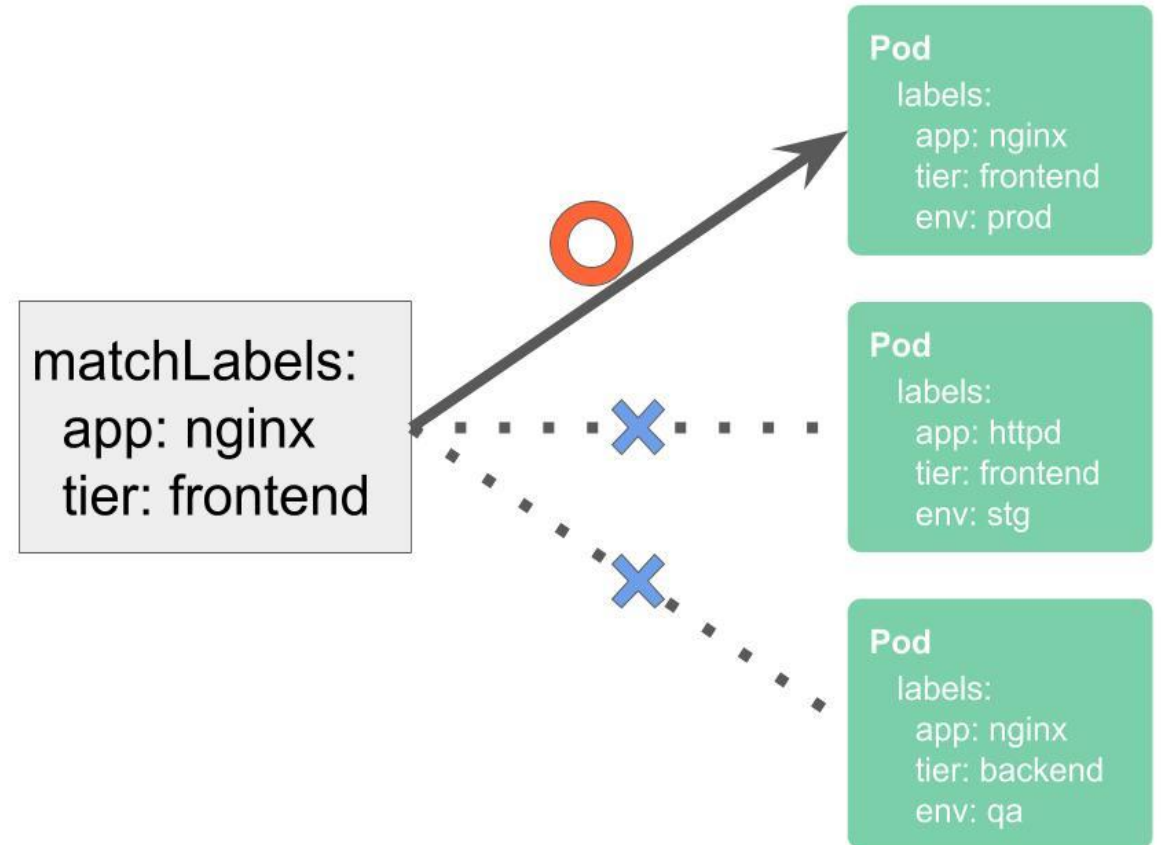 matchLabels:
app: nginx
tier: frontend
Pod
labels:
app: nginx
tier: frontend
env: prod
Pod
labels:
app: httpd
tier: frontend
env: stg
Pod
labels:
app: nginx
tier: backend
env: qa